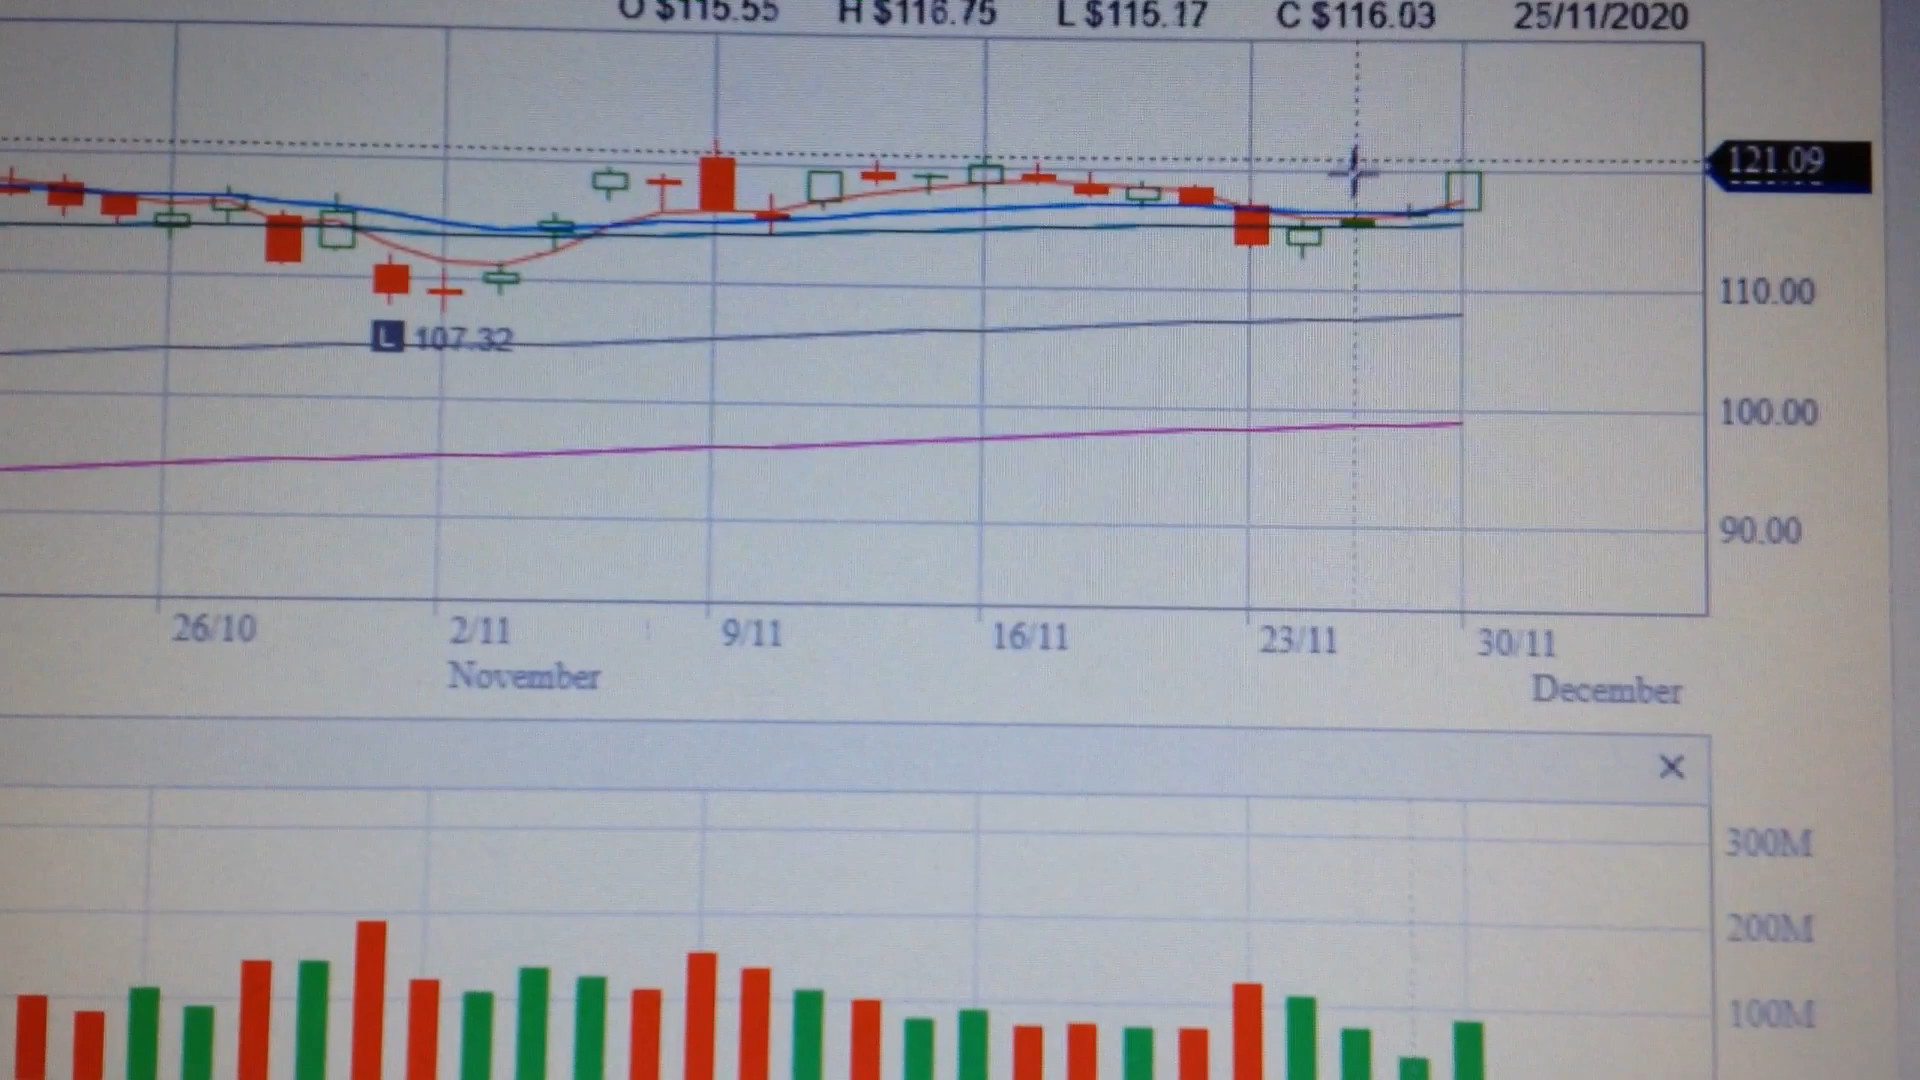 O $115.55 H $116.75 L $115.17 C $116.03 25/11/2020
121.09
110.00
L 107.32
100.00
90.00
26/10 2/11 9/11 16/11 23/11 30/11
November December
×
300M
200M
100M